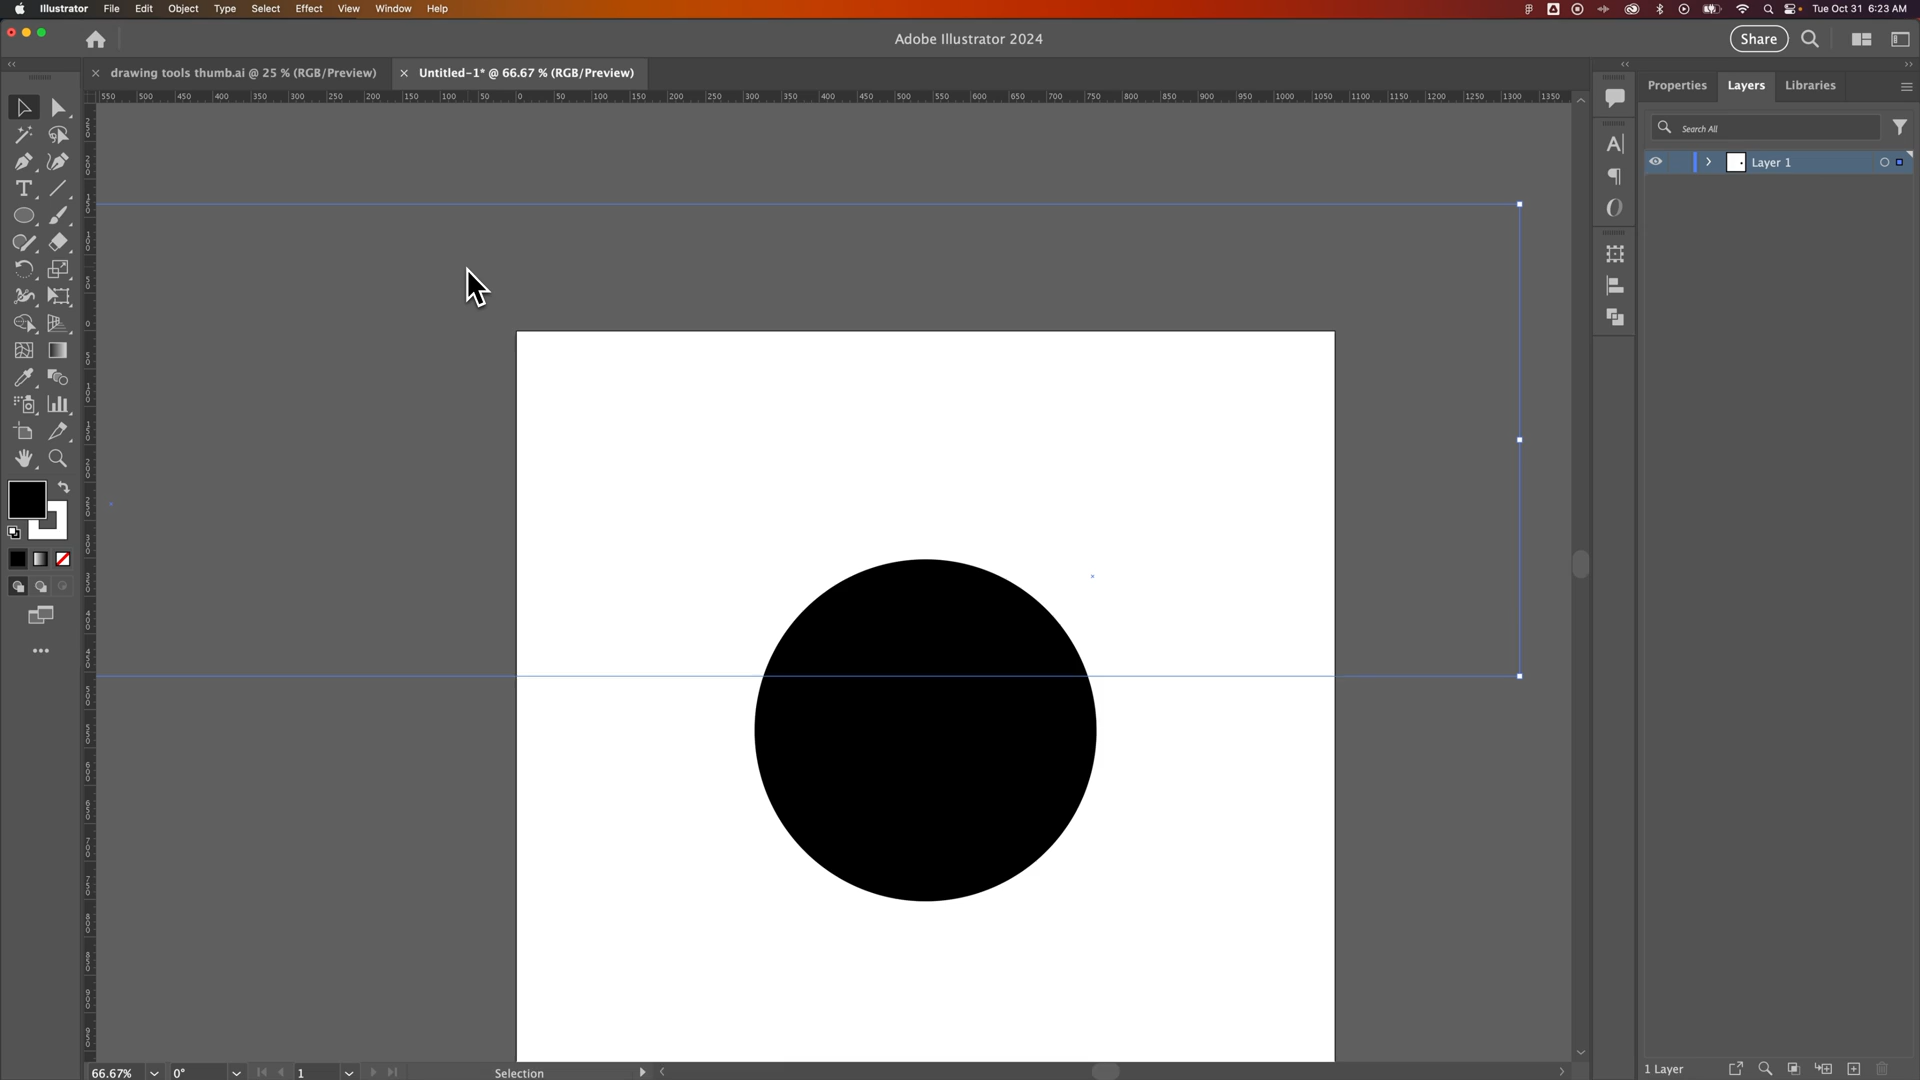 Illustrator File Edit Object Type Select Effect View Window Help
Tue Oct 31 6:23 AM
Adobe Illustrator 2024
Share
drawing tools thumb.ai @ 25 % (RGB/Preview)
Untitled-1* @ 66.67 % (RGB/Preview)
Properties Layers Libraries
550 500 450 400 350 300 250 200 150 100 50 0 50 100 150 200 250 300 350 400 450 500 550 600 650 700 750 800 850 900 950 1000 1050 1100 1150 1200 1250 1300 1350
Search All
Layer 1
66.67% 0° 1 Selection
1 Layer